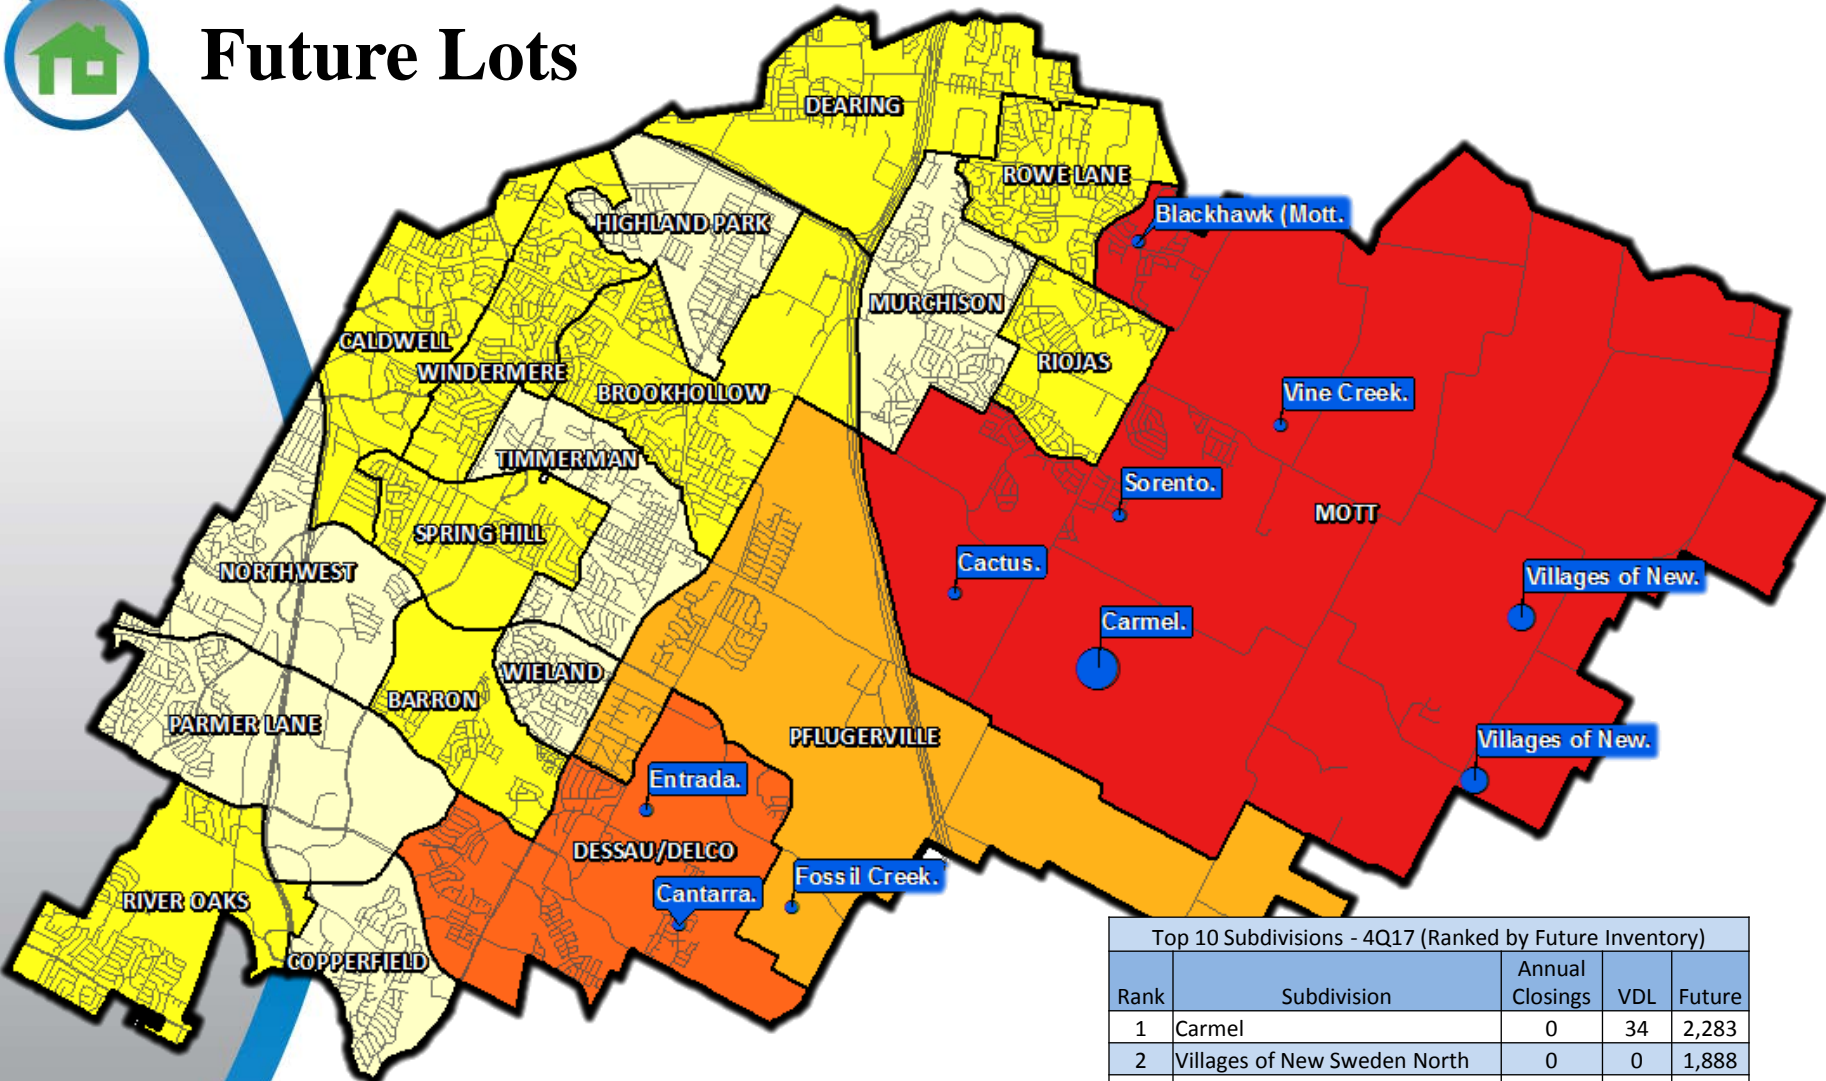 Future Lots
DEARING
ROWE LANE
HIGHLAND PARK
Blackhawk (Mott.
MURCHISON
CALDWELL
RIOJAS
WINDERMERE
BROOKHOLLOW
Vine Creek.
TIMMERMAN
Sorento.
MOTT
SPRING HILL
NORTHWEST
Cactus.
Villages of New.
Carmel.
WIELAND
BARRON
PARMER LANE
PFLUGERVILLE
Villages of New.
Entrada.
DESSAU/DELCO
Fossil Creek.
Cantarra.
RIVER OAKS
COPPERFIELD
Top 10 Subdivisions - 4Q17 (Ranked by Future Inventory)
Rank Subdivision Annual Closings VDL Future
1 Carmel 0 34 2,283
2 Villages of New Sweden North 0 0 1,888